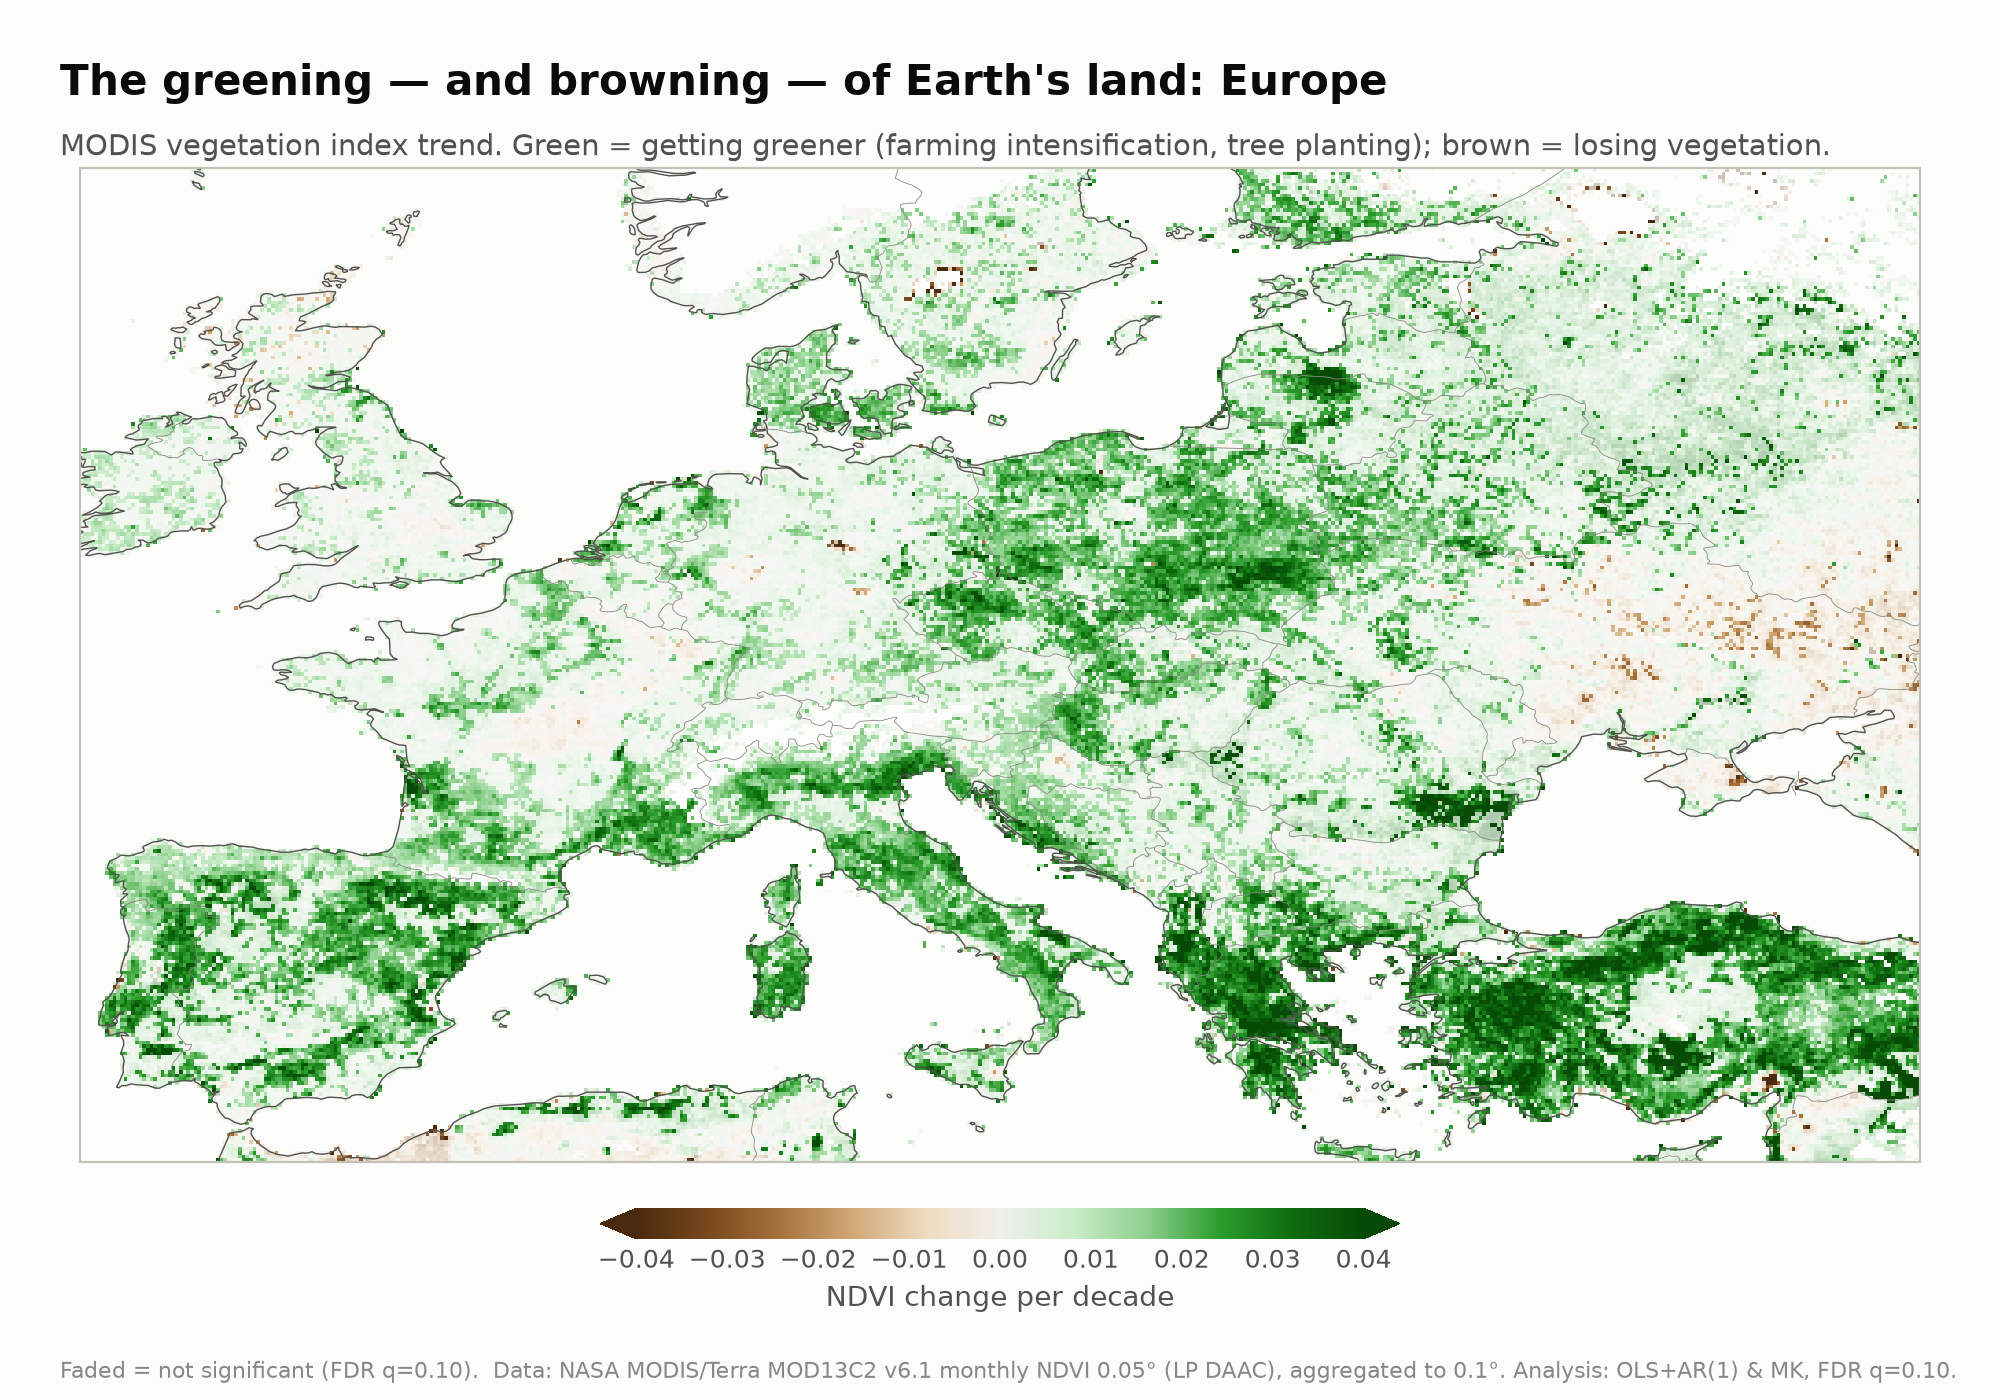 The greening — and browning — of Earth's land: Europe
MODIS vegetation index trend. Green = getting greener (farming intensification, tree planting); brown = losing vegetation.
−0.04 −0.03 −0.02 −0.01 0.00 0.01 0.02 0.03 0.04
NDVI change per decade
Faded = not significant (FDR q=0.10).  Data: NASA MODIS/Terra MOD13C2 v6.1 monthly NDVI 0.05° (LP DAAC), aggregated to 0.1°. Analysis: OLS+AR(1) & MK, FDR q=0.10.